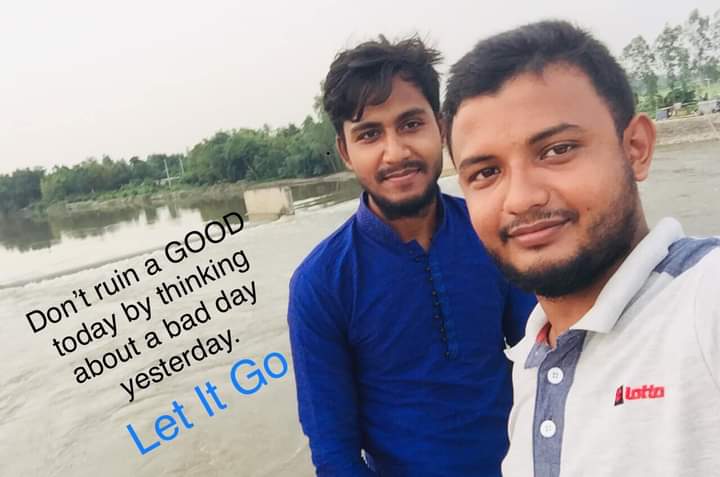 Don't ruin a GOOD
today by thinking
about a bad day
yesterday.
Let It Go
Lotto